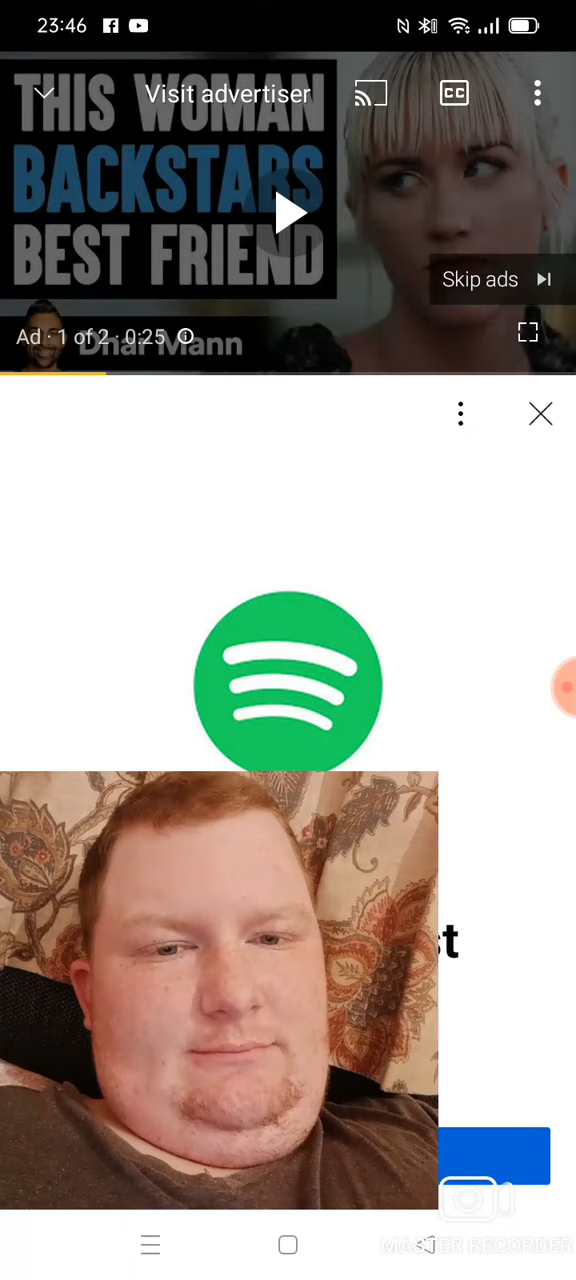 23:46
Visit advertiser
THIS WOMAN
BACKSTABS
BEST FRIEND
CC
Skip ads
Ad · 1 of 2 · 0:25
Dhar Mann
st
MASTER RECORDER